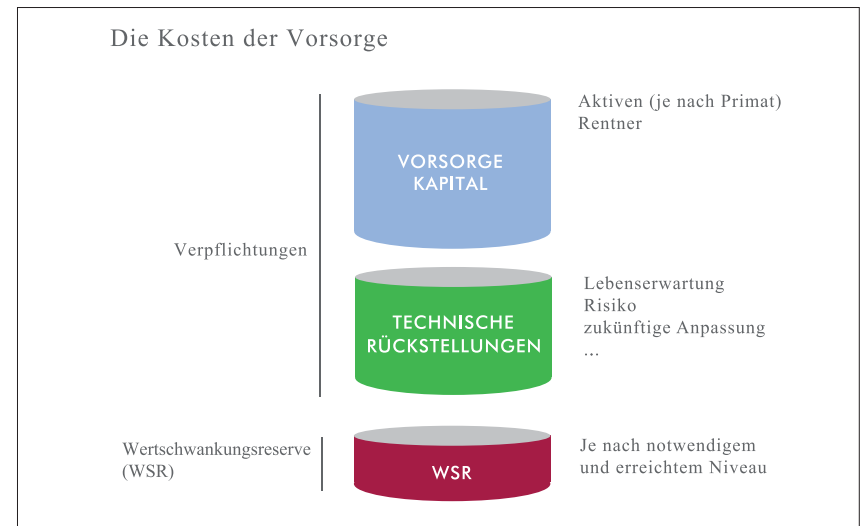 Die Kosten der Vorsorge
Aktiven (je nach Primat)
Rentner
VORSORGE
KAPITAL
Verpflichtungen
Lebenserwartung
Risiko
zukünftige Anpassung
...
TECHNISCHE
RÜCKSTELLUNGEN
Wertschwankungsreserve
(WSR)
WSR
Je nach notwendigem
und erreichtem Niveau